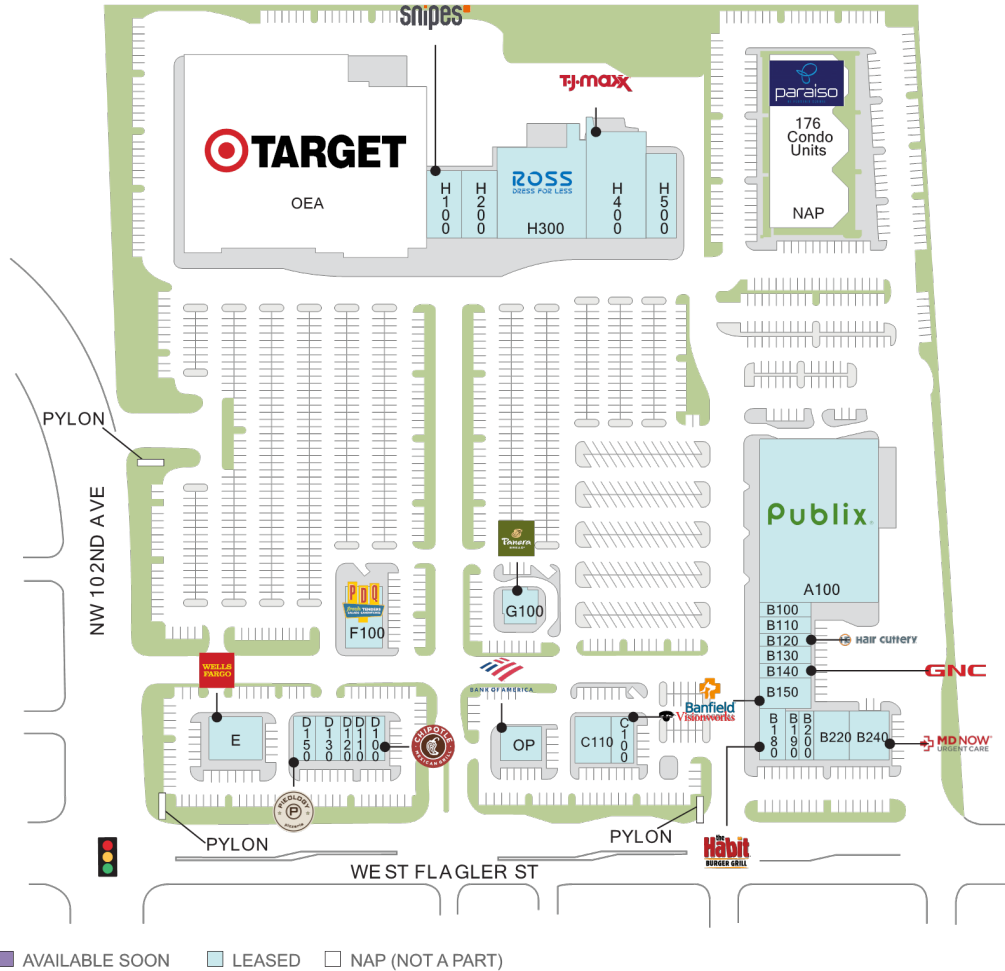 snipes
T·J·maxx
paraiso
176
Condo
Units
NAP
TARGET
OEA
ROSS
DRESS FOR LESS
H100
H200
H300
H400
H500
PYLON
NW 102ND AVE
Publix
A100
Panera
BREAD
G100
PDQ
F100
B100
B110
B120
B130
B140
B150
HAIR CUTTERY
GNC
WELLS
FARGO
BANK OF AMERICA
Banfield
Visionworks
E
D150
D130
D120
D110
D100
CHIPOTLE
MEXICAN GRILL
OP
C110
C100
B180
B190
B200
B220
B240
MD NOW
URGENT CARE
PIEOLOGY
P
pizzeria
PYLON
PYLON
the
Habit
BURGER GRILL
WEST FLAGLER ST
AVAILABLE SOON
LEASED
NAP (NOT A PART)